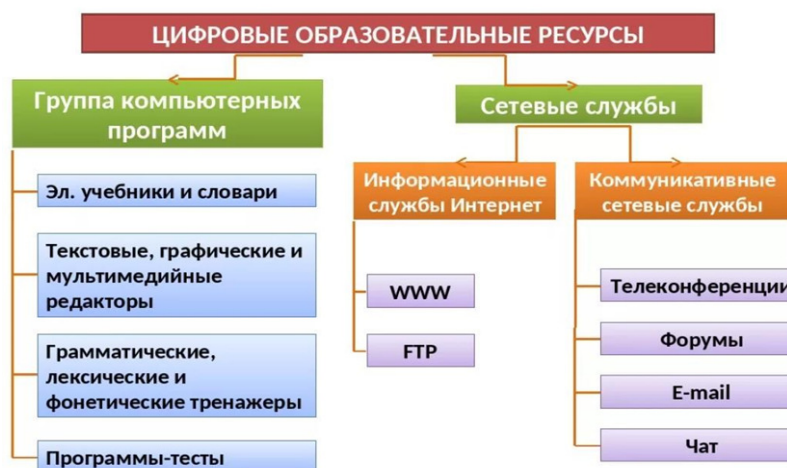 ЦИФРОВЫЕ ОБРАЗОВАТЕЛЬНЫЕ РЕСУРСЫ
Группа компьютерных
программ
Эл. учебники и словари
Текстовые, графические и
мультимедийные
редакторы
Грамматические,
лексические и
фонетические тренажеры
Программы-тесты
Сетевые службы
Информационные
службы Интернет
WWW
FTP
Коммуникативные
сетевые службы
Телеконференции
Форумы
E-mail
Чат